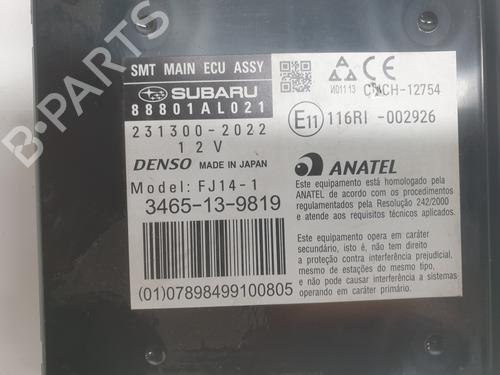 B-PARTS
SMT MAIN ECU ASSY
SUBARU
88801AL021
231300-2022
12V
DENSO MADE IN JAPAN
Model: FJ14-1
3465-13-9819
(01)07898499100805
CE
И011 13
-12754
E11 116RI -002926
ANATEL
Este equipamento está homologado pela
ANATEL de acordo com os procedimentos
regulamentados pela Resolução 242/2000
e atende aos requisitos técnicos aplicados.
Este equipamento opera em caráter
secundário, isto é, não tem direito a
proteção contra interferência prejudicial,
mesmo de estações do mesmo tipo,
e não pode causar interferência a sistemas
operando em caráter primário.